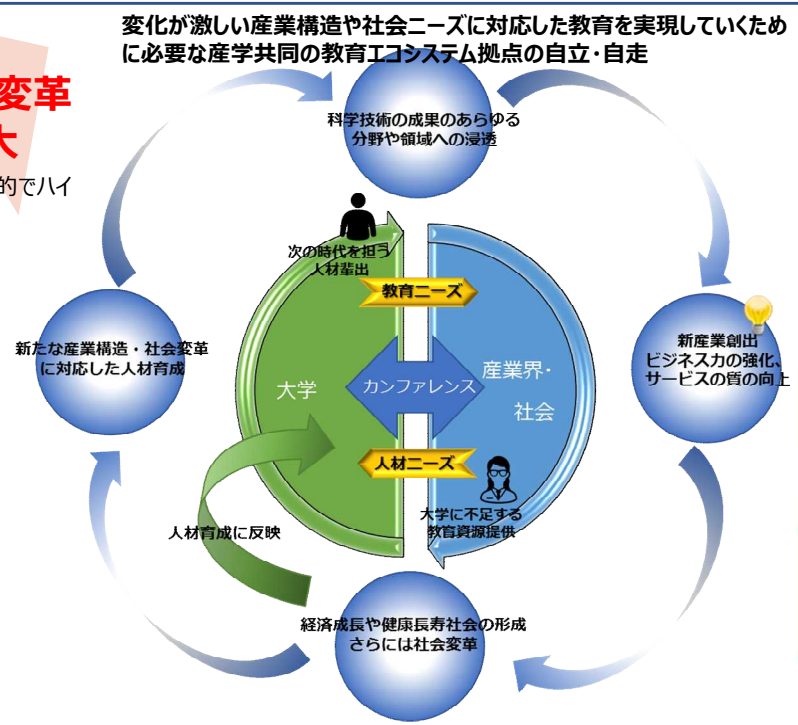 変化が激しい産業構造や社会ニーズに対応した教育を実現していくため
に必要な産学共同の教育エコシステム拠点の自立・自走
変革
大
的でハイ
科学技術の成果のあらゆる
分野や領域への浸透
次の時代を担う
人材輩出
教育ニーズ
新たな産業構造・社会変革
に対応した人材育成
新産業創出
ビジネス力の強化、
サービスの質の向上
大学
カンファレンス
産業界・
社会
人材ニーズ
大学に不足する
教育資源提供
人材育成に反映
経済成長や健康長寿社会の形成
さらには社会変革